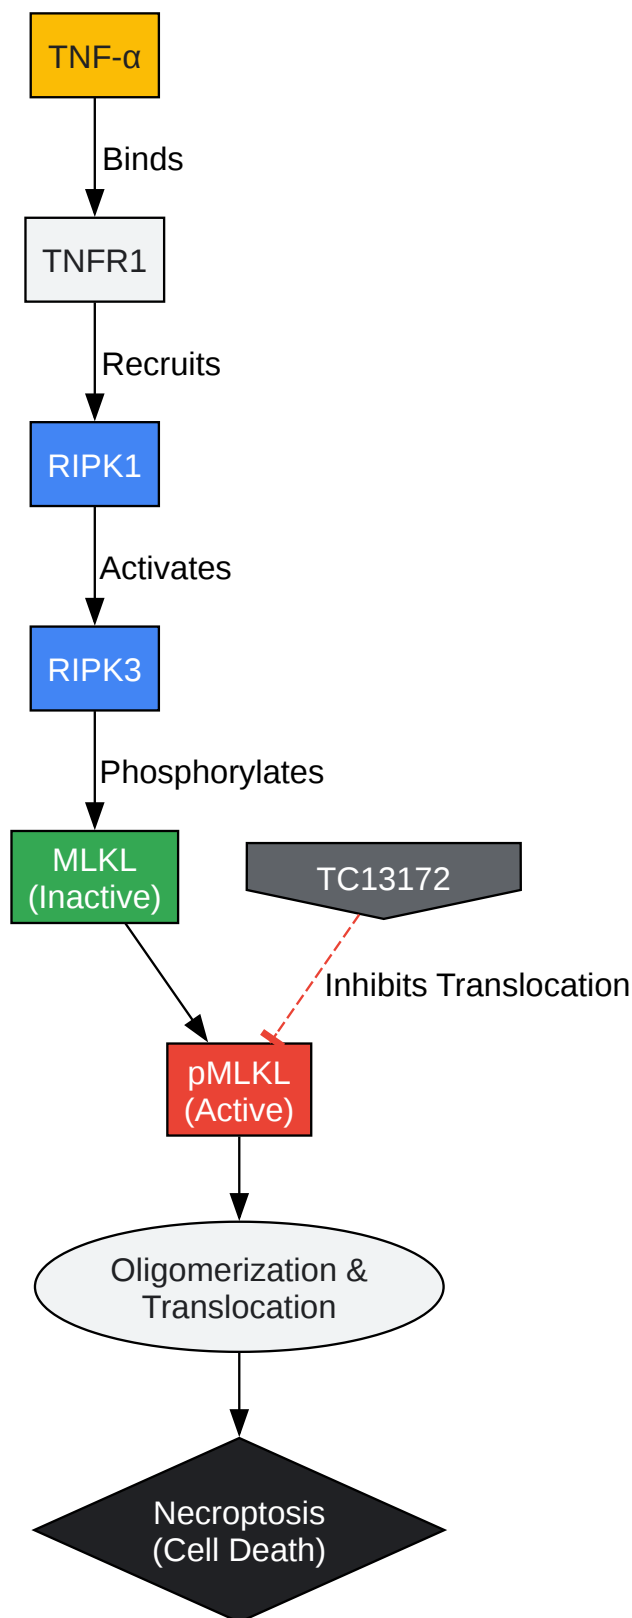 TNF-α
Binds
TNFR1
Recruits
RIPK1
Activates
RIPK3
Phosphorylates
MLKL
(Inactive)
TC13172
Inhibits Translocation
pMLKL
(Active)
Oligomerization &
Translocation
Necroptosis
(Cell Death)